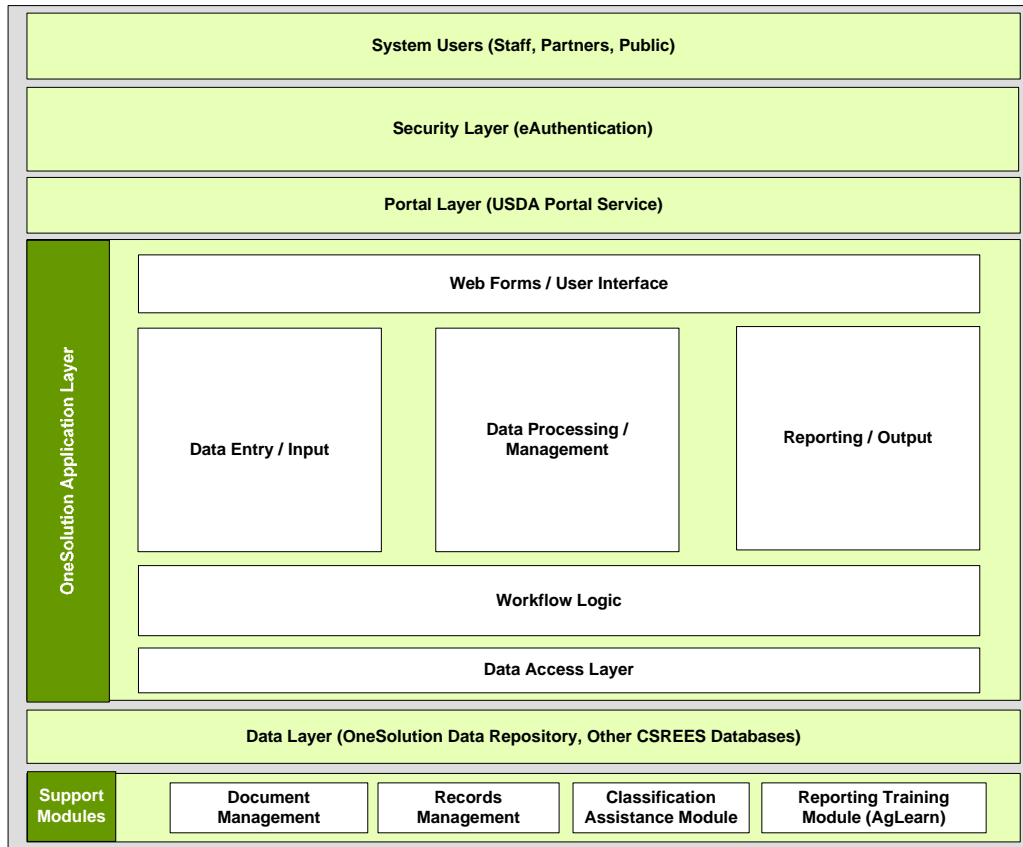 System Users (Staff, Partners, Public)
Security Layer (eAuthentication)
Portal Layer (USDA Portal Service)
OneSolution Application Layer
Web Forms / User Interface
Data Entry / Input
Data Processing /
Management
Reporting / Output
Workflow Logic
Data Access Layer
Data Layer (OneSolution Data Repository, Other CSREES Databases)
Support
Modules
Document
Management
Records
Management
Classification
Assistance Module
Reporting Training
Module (AgLearn)